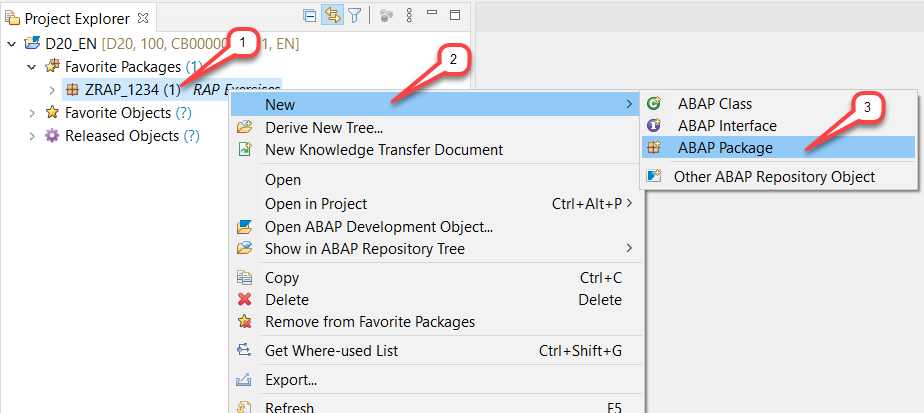 Project Explorer
D20_EN [D20, 100, CB00000 1, EN]
1
Favorite Packages (1)
2
ZRAP_1234 (1) RAP Exercises
New
ABAP Class
3
Favorite Objects (?)
Derive New Tree...
ABAP Interface
Released Objects (?)
New Knowledge Transfer Document
ABAP Package
Open
Other ABAP Repository Object
Open in Project Ctrl+Alt+P
Open ABAP Development Object...
Show in ABAP Repository Tree
Copy Ctrl+C
Delete Delete
Remove from Favorite Packages
Get Where-used List Ctrl+Shift+G
Export...
Refresh F5